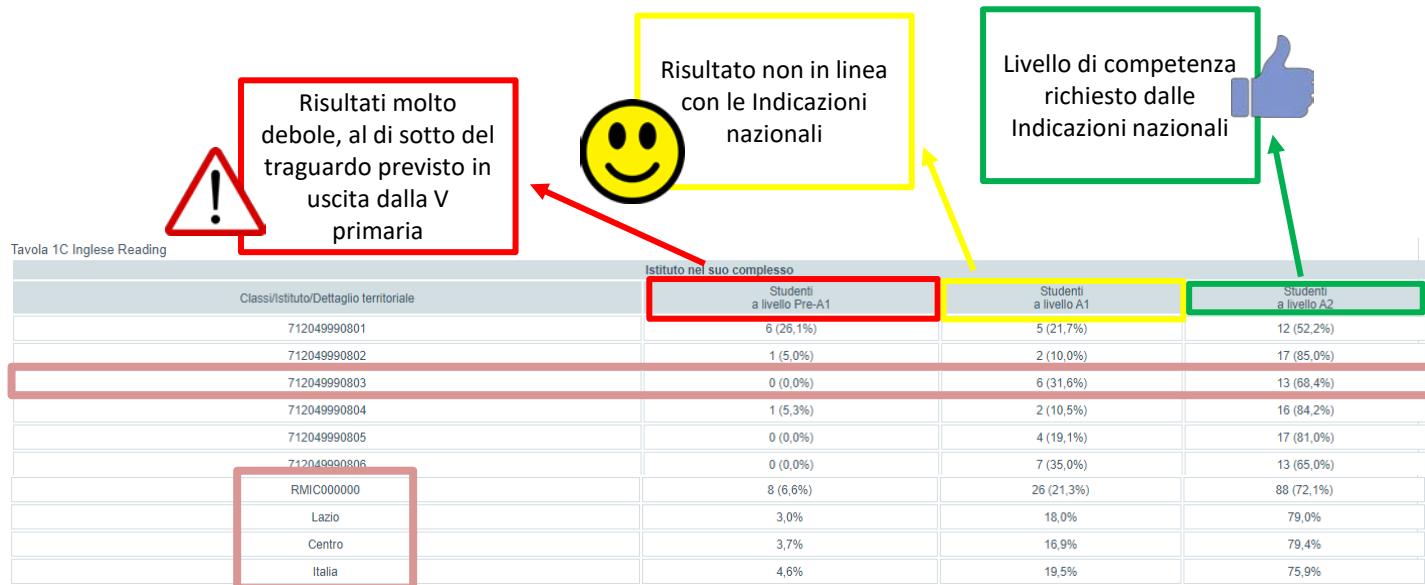 Risultati molto
debole, al di sotto del
traguardo previsto in
uscita dalla V
primaria
Risultato non in linea
con le Indicazioni
nazionali
Livello di competenza
richiesto dalle
Indicazioni nazionali
Tavola 1C Inglese Reading
Istituto nel suo complesso
Classi/Istituto/Dettaglio territoriale Studenti a livello Pre-A1 Studenti a livello A1 Studenti a livello A2
712049990801 6 (26,1%) 5 (21,7%) 12 (52,2%)
712049990802 1 (5,0%) 2 (10,0%) 17 (85,0%)
712049990803 0 (0,0%) 6 (31,6%) 13 (68,4%)
712049990804 1 (5,3%) 2 (10,5%) 16 (84,2%)
712049990805 0 (0,0%) 4 (19,1%) 17 (81,0%)
712049990806 0 (0,0%) 7 (35,0%) 13 (65,0%)
RMIC000000 8 (6,6%) 26 (21,3%) 88 (72,1%)
Lazio 3,0% 18,0% 79,0%
Centro 3,7% 16,9% 79,4%
Italia 4,6% 19,5% 75,9%